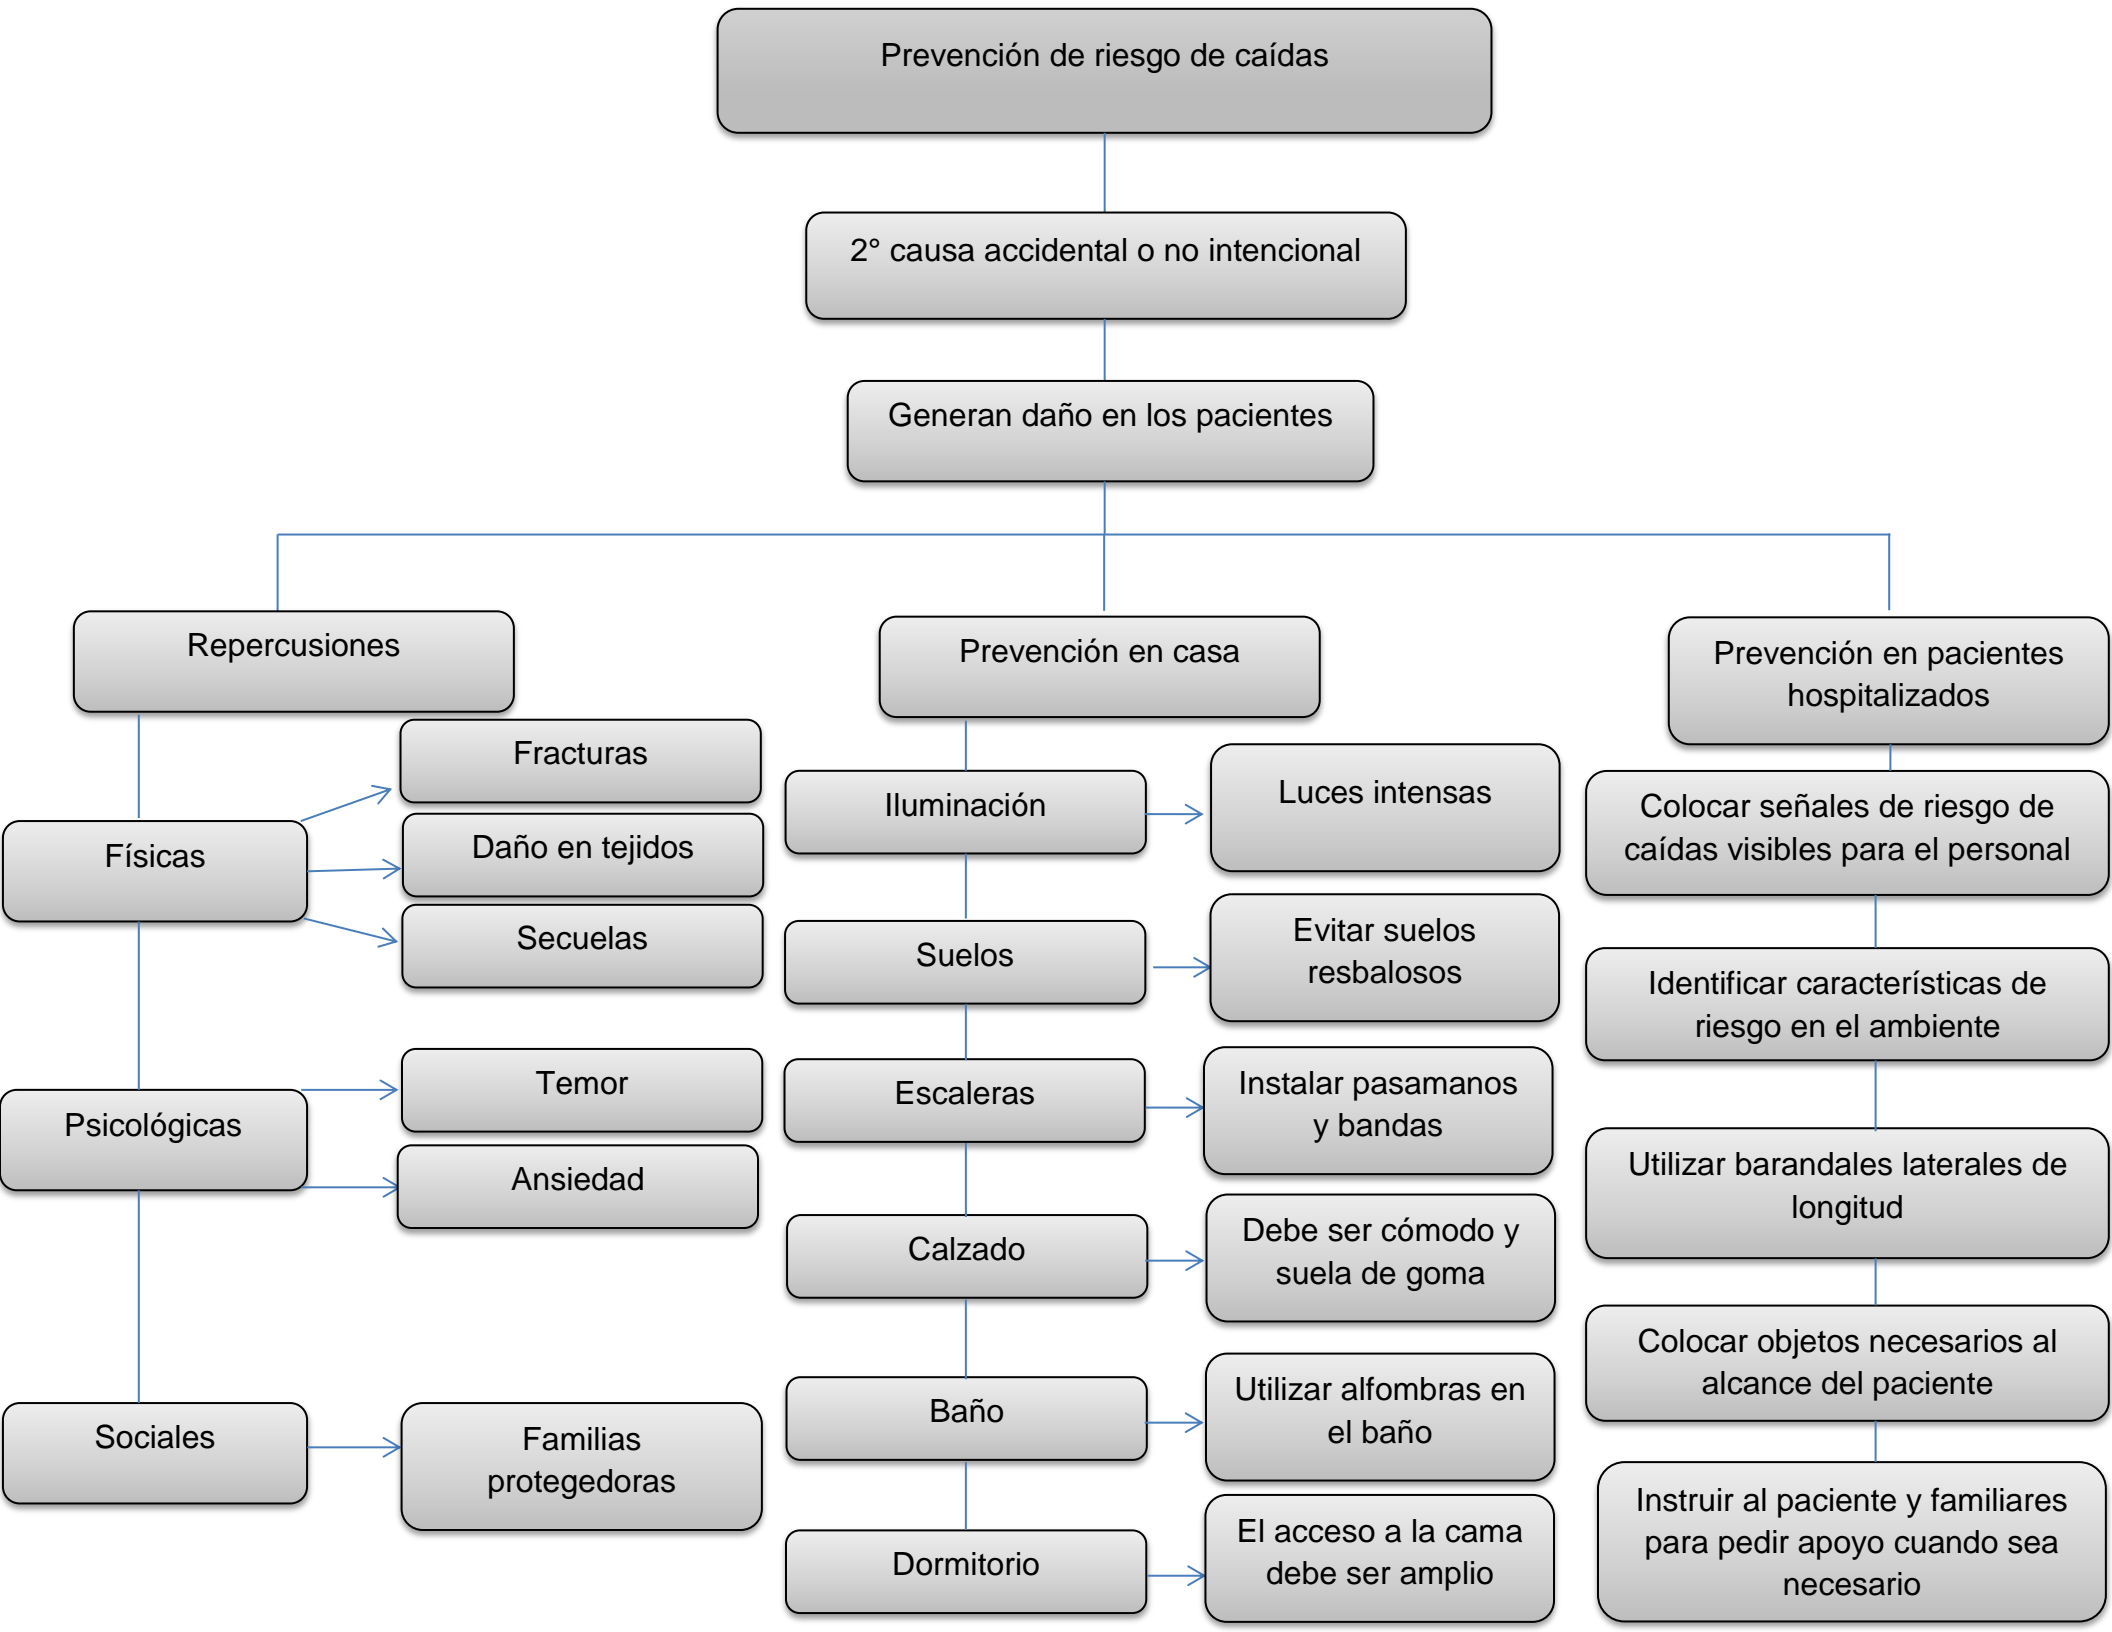 Prevención de riesgo de caídas
2° causa accidental o no intencional
Generan daño en los pacientes
Repercusiones
Físicas
Fracturas
Daño en tejidos
Secuelas
Psicológicas
Temor
Ansiedad
Sociales
Familias
protegedoras
Prevención en casa
Iluminación
Luces intensas
Suelos
Evitar suelos
resbalosos
Escaleras
Instalar pasamanos
y bandas
Calzado
Debe ser cómodo y
suela de goma
Baño
Utilizar alfombras en
el baño
Dormitorio
El acceso a la cama
debe ser amplio
Prevención en pacientes
hospitalizados
Colocar señales de riesgo de
caídas visibles para el personal
Identificar características de
riesgo en el ambiente
Utilizar barandales laterales de
longitud
Colocar objetos necesarios al
alcance del paciente
Instruir al paciente y familiares
para pedir apoyo cuando sea
necesario